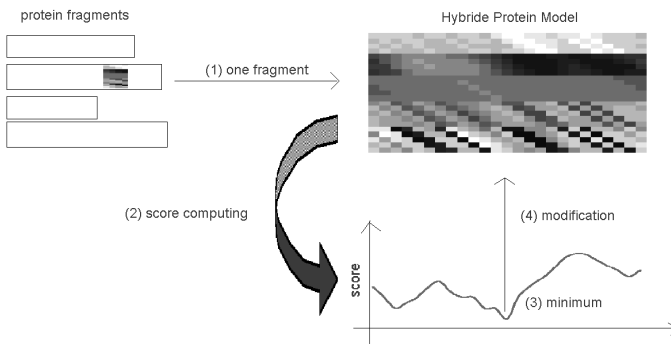 protein fragments
Hybride Protein Model
(1) one fragment
(2) score computing
(4) modification
score
(3) minimum